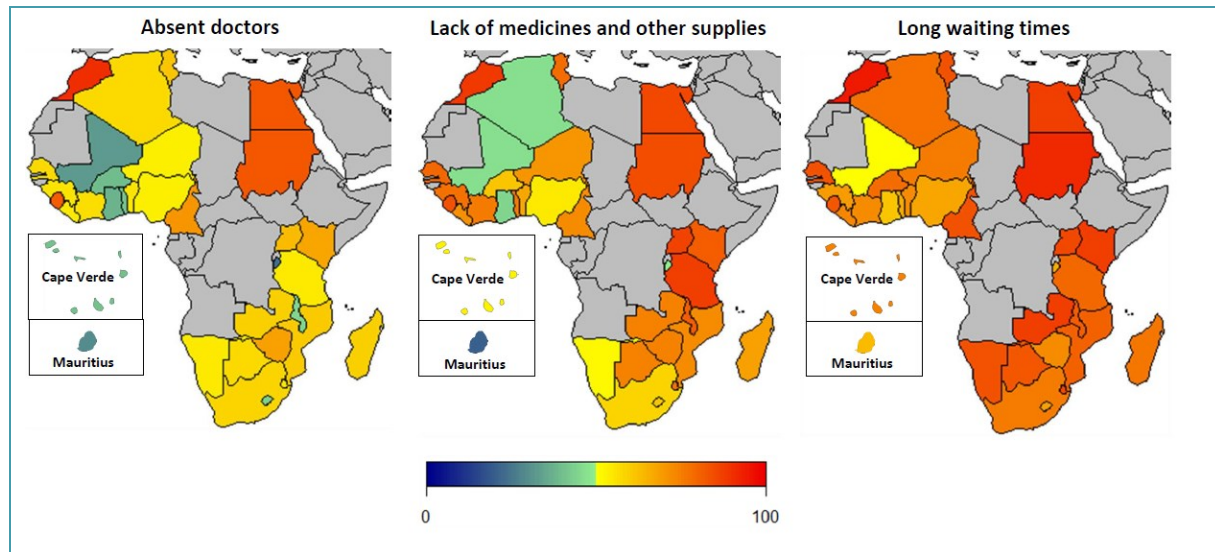 Absent doctors
Lack of medicines and other supplies
Long waiting times
Cape Verde
Mauritius
Cape Verde
Mauritius
Cape Verde
Mauritius
0
100